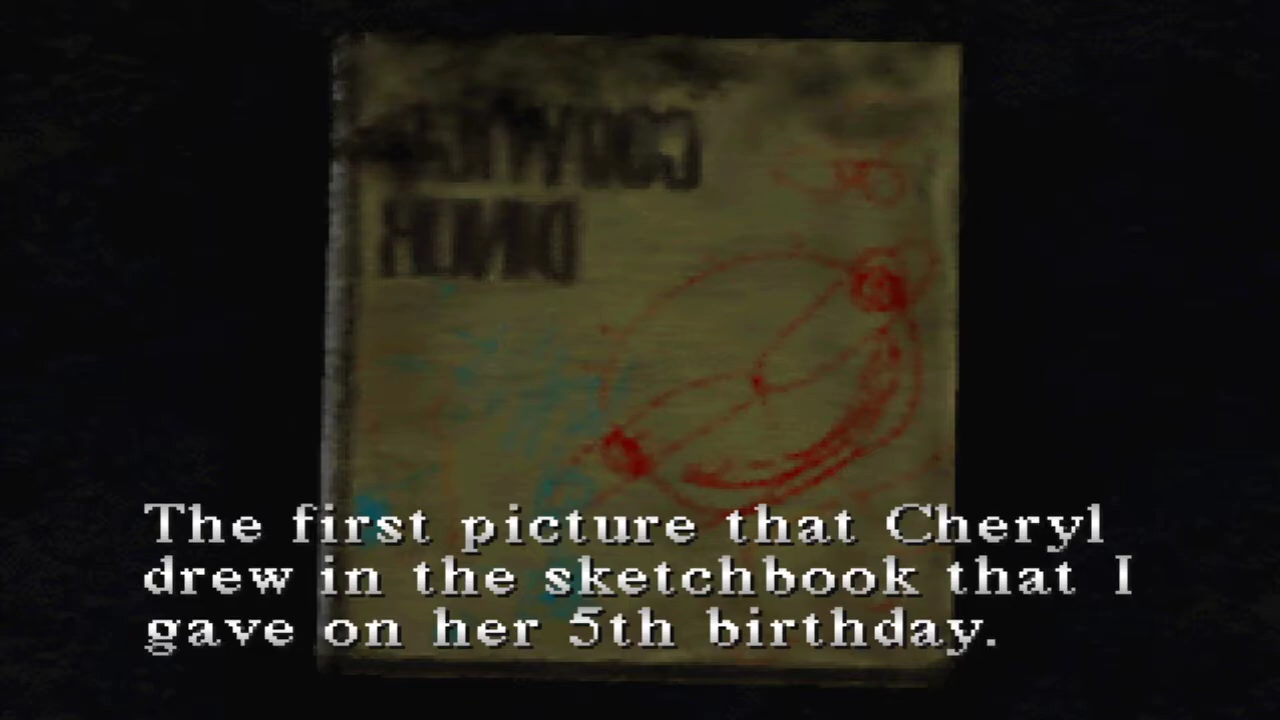 The first picture that Cheryl
drew in the sketchbook that I
gave on her 5th birthday.